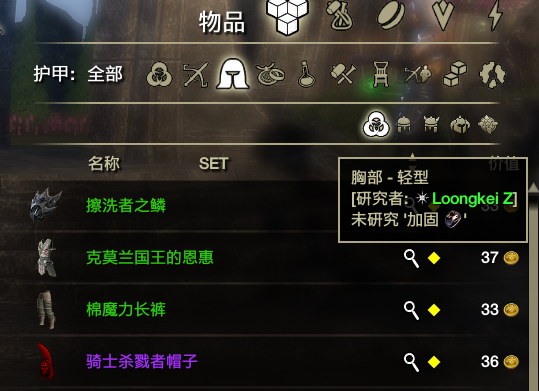 物品
护甲：全部
名称 SET 价值
胸部 - 轻型
[研究者: Loongkei Z]
未研究 '加固 '
擦洗者之鳞
克莫兰国王的恩惠 37
棉魔力长裤 33
骑士杀戮者帽子 36